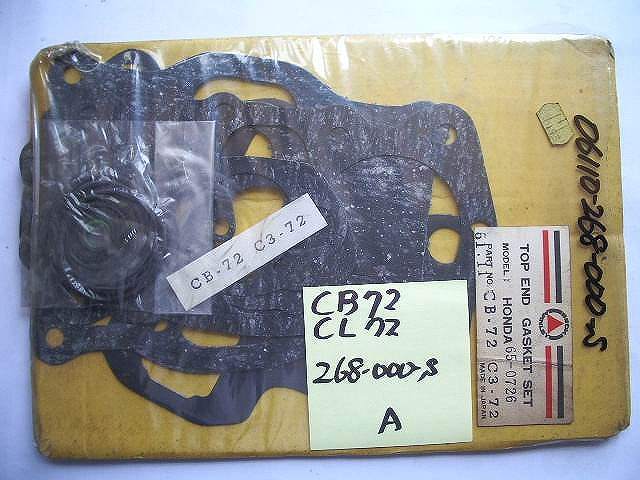 06110-268-000-S
TOP END GASKET SET
MODEL: HONDA 65-0726
PART NO. CB-72 C3-72
MADE IN JAPAN
CB-72 C3-72
CB72
CL72
268-000-S
A